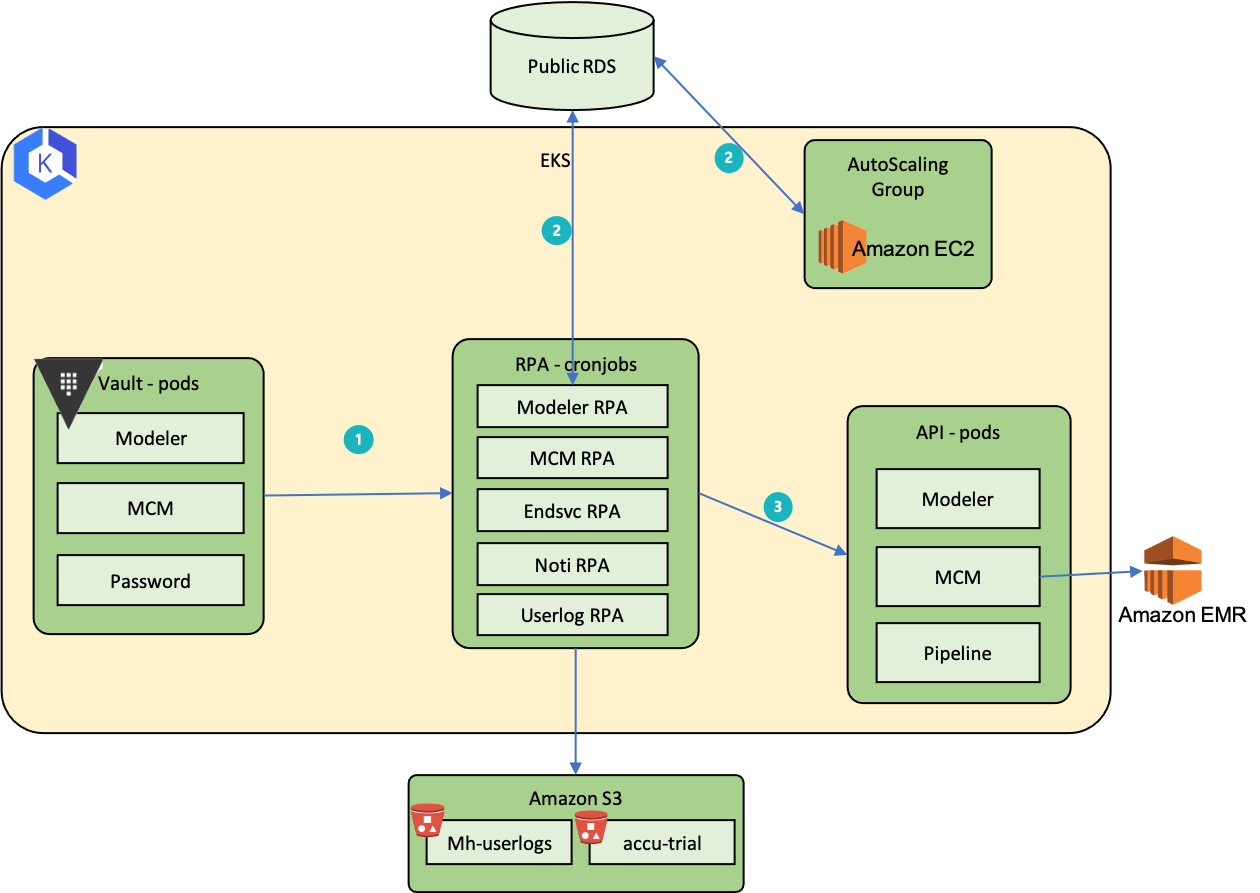 Public RDS
EKS
2
2
AutoScaling
Group
Amazon EC2
K
Vault - pods
Modeler
MCM
Password
1
RPA - cronjobs
Modeler RPA
MCM RPA
Endsvc RPA
Noti RPA
Userlog RPA
3
API - pods
Modeler
MCM
Pipeline
Amazon EMR
Amazon S3
Mh-userlogs
accu-trial